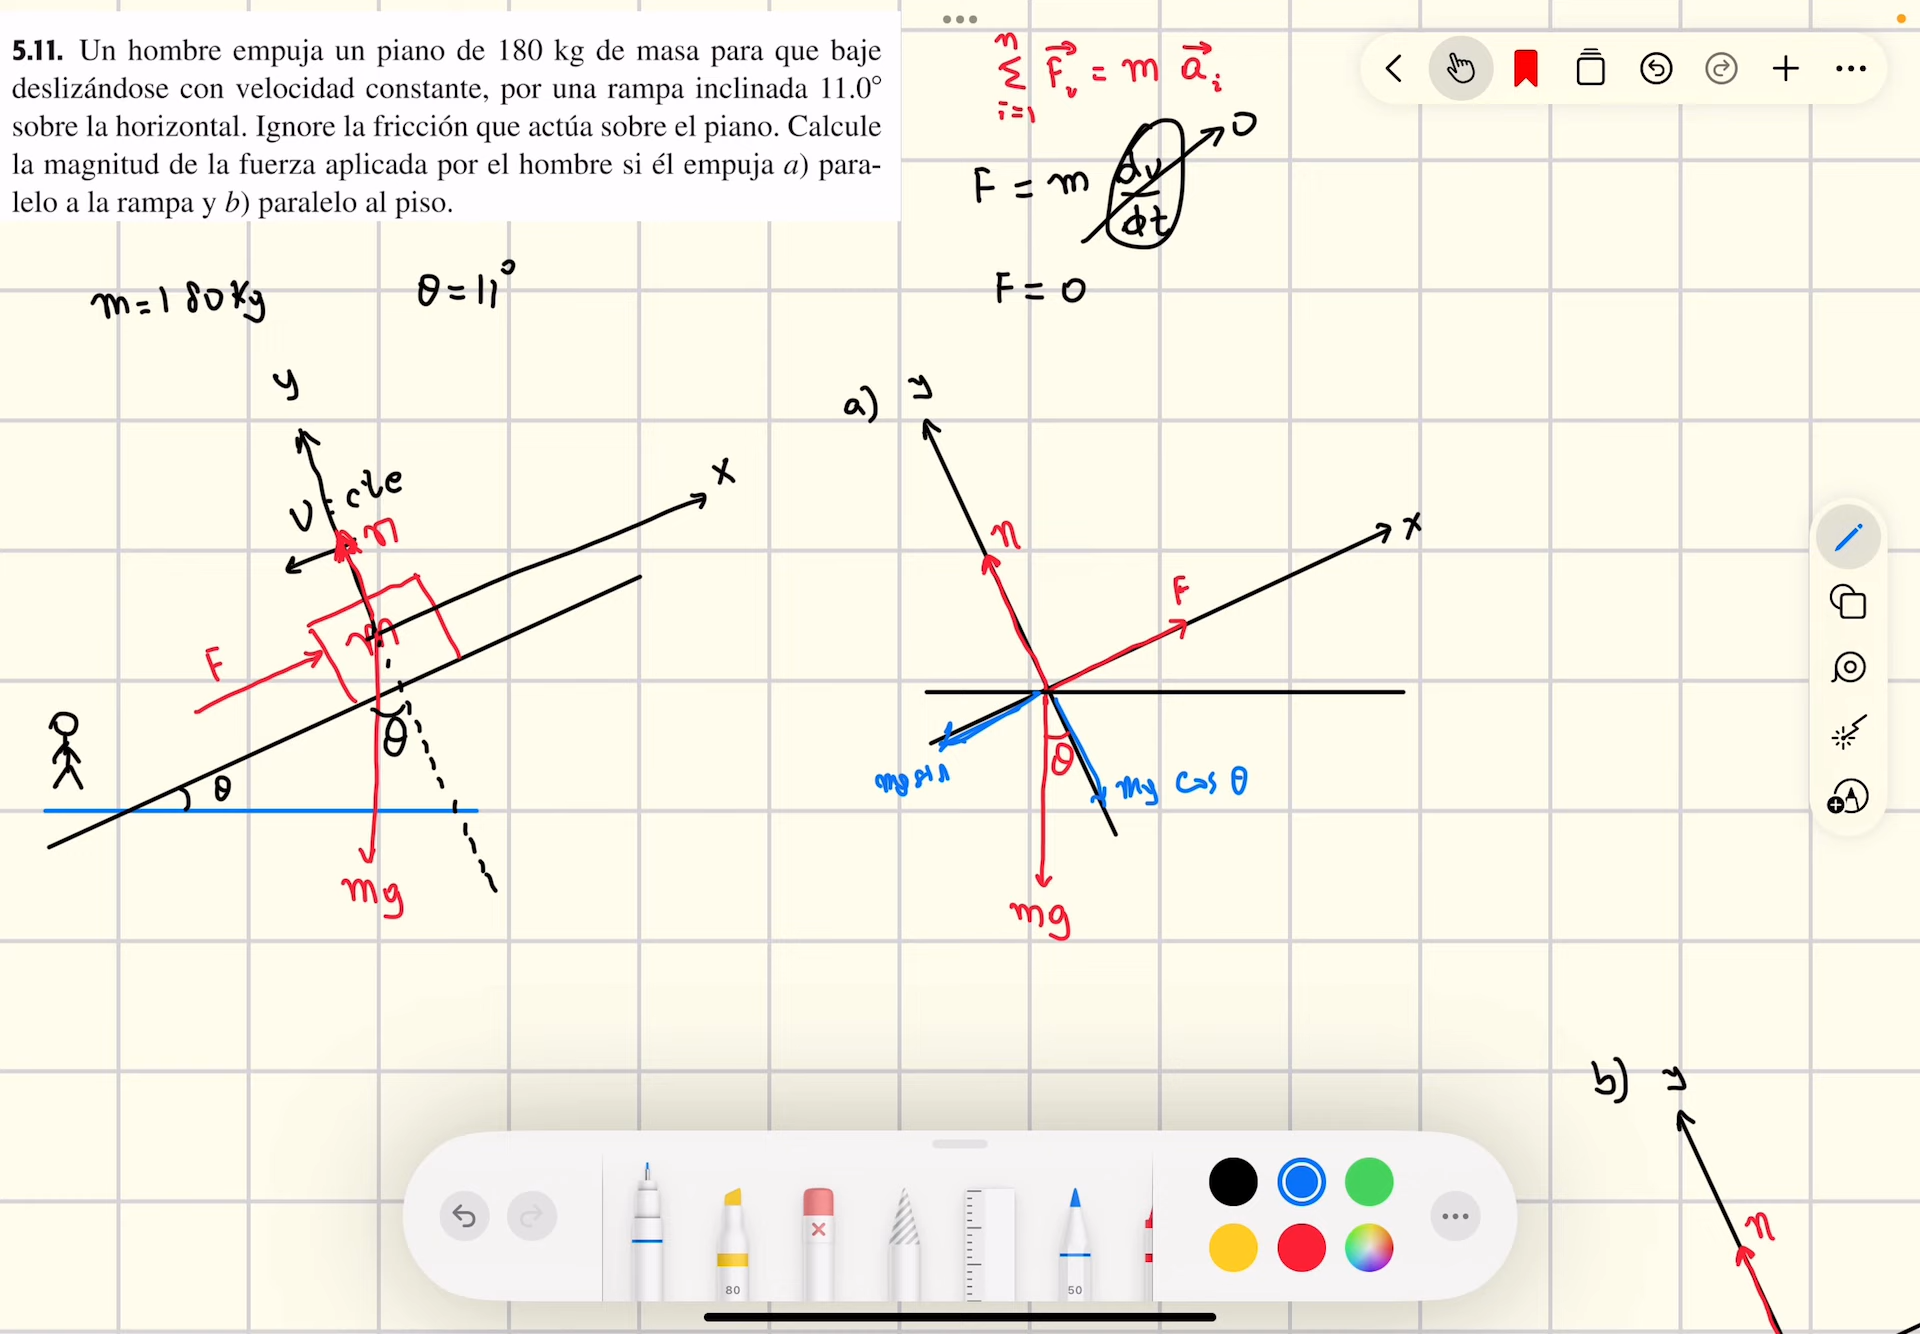 5.11. Un hombre empuja un piano de 180 kg de masa para que baje
deslizándose con velocidad constante, por una rampa inclinada 11.0°
sobre la horizontal. Ignore la fricción que actúa sobre el piano. Calcule
la magnitud de la fuerza aplicada por el hombre si él empuja a) para-
lelo a la rampa y b) paralelo al piso.
n
Σ F⃗i = m a⃗i
i=1
F = m dv/dt → 0
F = 0
m=180Kg θ=11°
y
v: cte
x
n
m
F
θ
θ
mg
a) y
n
x
F
θ
mg sin
mg cos θ
mg
b) y
n
80
50